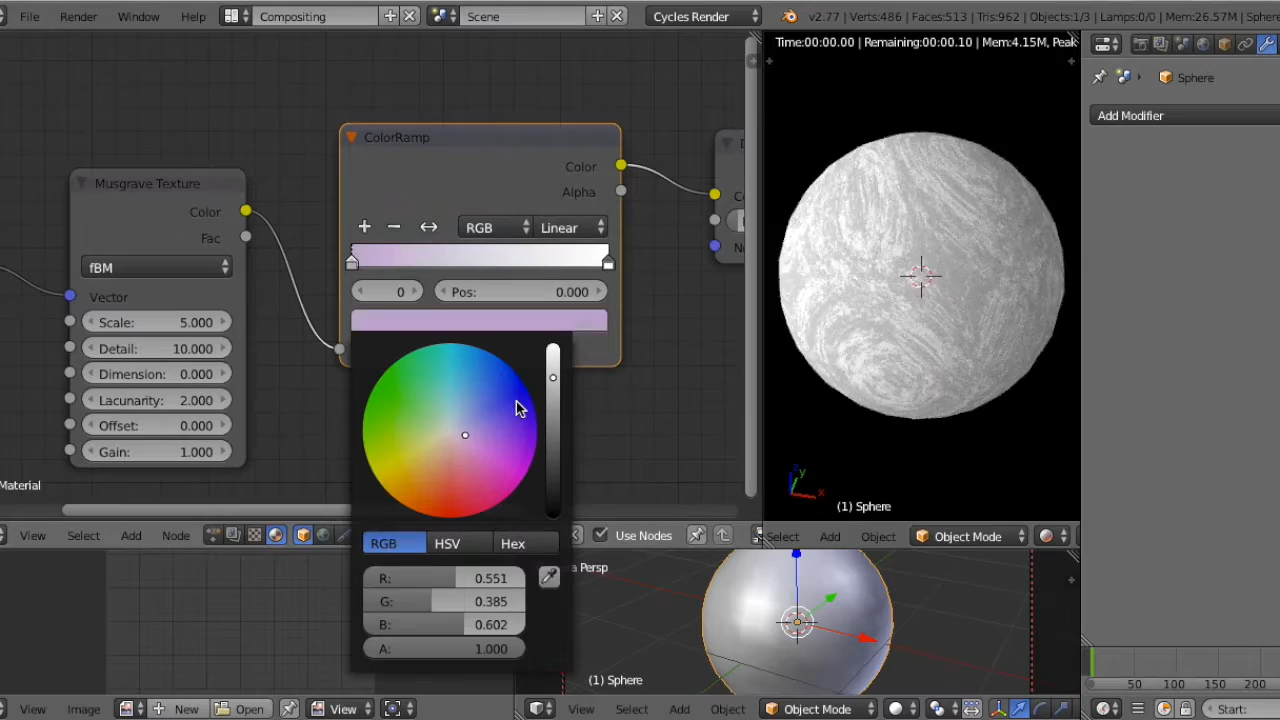 File Render Window Help Compositing Scene Cycles Render v2.77 | Verts:486 | Faces:513 | Tris:962 | Objects:1/3 | Lamps:0/0 | Mem:26.57M | Sphere
Time:00:00.00 | Remaining:00:00.10 | Mem:4.15M, Peak
Sphere
Add Modifier
ColorRamp
Color
Alpha
RGB Linear
0 Pos: 0.000
Musgrave Texture
Color
Fac
fBM
Vector
Scale: 5.000
Detail: 10.000
Dimension: 0.000
Lacunarity: 2.000
Offset: 0.000
Gain: 1.000
Material
x
y
z
(1) Sphere
View Select Add Node Use Nodes Select Add Object Object Mode
RGB HSV Hex
R: 0.551
G: 0.385
B: 0.602
A: 1.000
Persp
(1) Sphere
50 100 150 200
View Image New Open View View Select Add Object Object Mode Start: